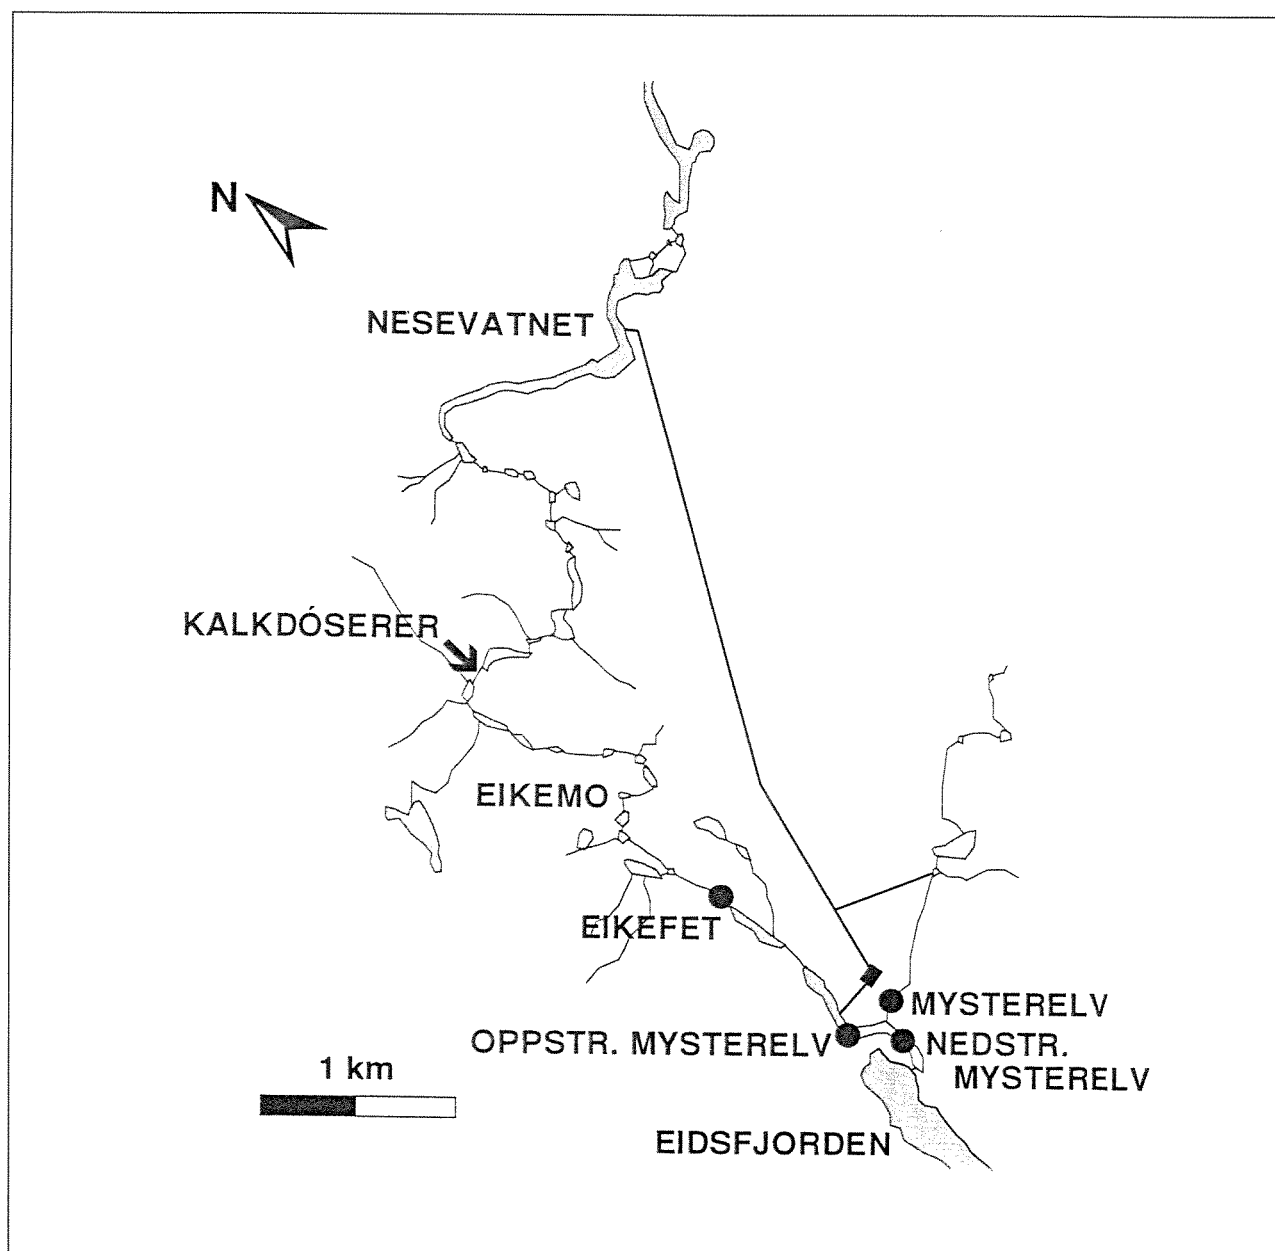 N
NESEVATNET
KALKDÓSERER
EIKEMO
EIKEFET
MYSTERELV
OPPSTR. MYSTERELV
NEDSTR.
MYSTERELV
1 km
EIDSFJORDEN